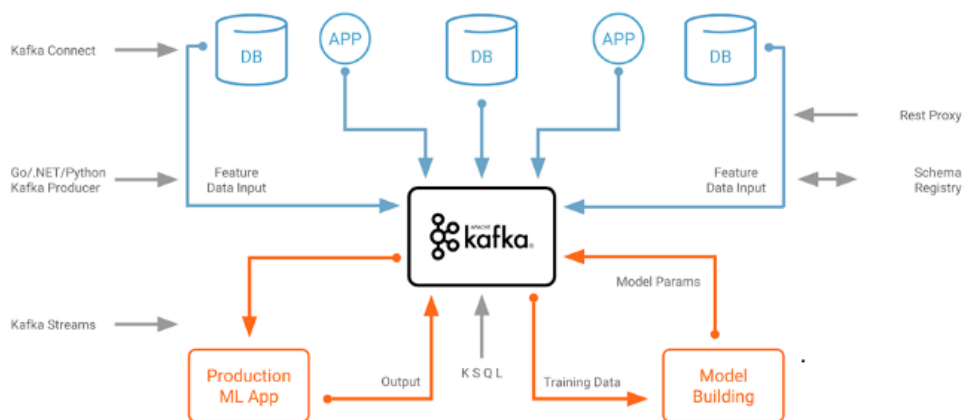 Kafka Connect
DB
APP
DB
APP
DB
Rest Proxy
Go/.NET/Python
Kafka Producer
Feature
Data Input
Feature
Data Input
Schema
Registry
APACHE
kafka®
Model Params
Kafka Streams
Production
ML App
Output
K S Q L
Training Data
Model
Building
.